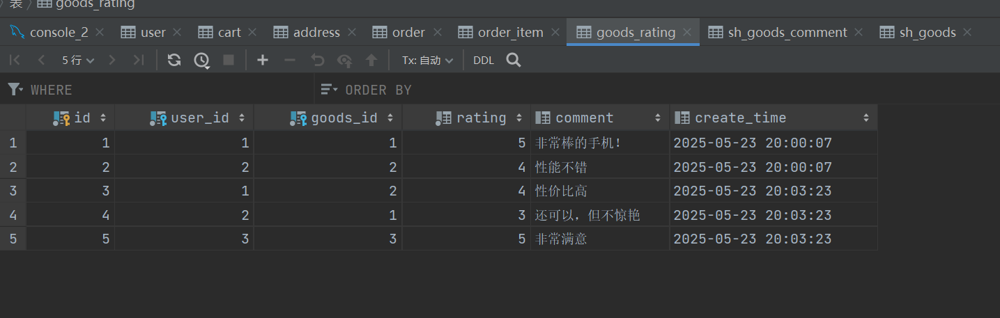 表 〉 goods_rating
console_2 user cart address order order_item goods_rating sh_goods_comment sh_goods
5 行 Tx: 自动 DDL
WHERE ORDER BY
id user_id goods_id rating comment create_time
1 1 1 1 5 非常棒的手机! 2025-05-23 20:00:07
2 2 2 2 4 性能不错 2025-05-23 20:00:07
3 3 1 2 4 性价比高 2025-05-23 20:03:23
4 4 2 1 3 还可以，但不惊艳 2025-05-23 20:03:23
5 5 3 3 5 非常满意 2025-05-23 20:03:23